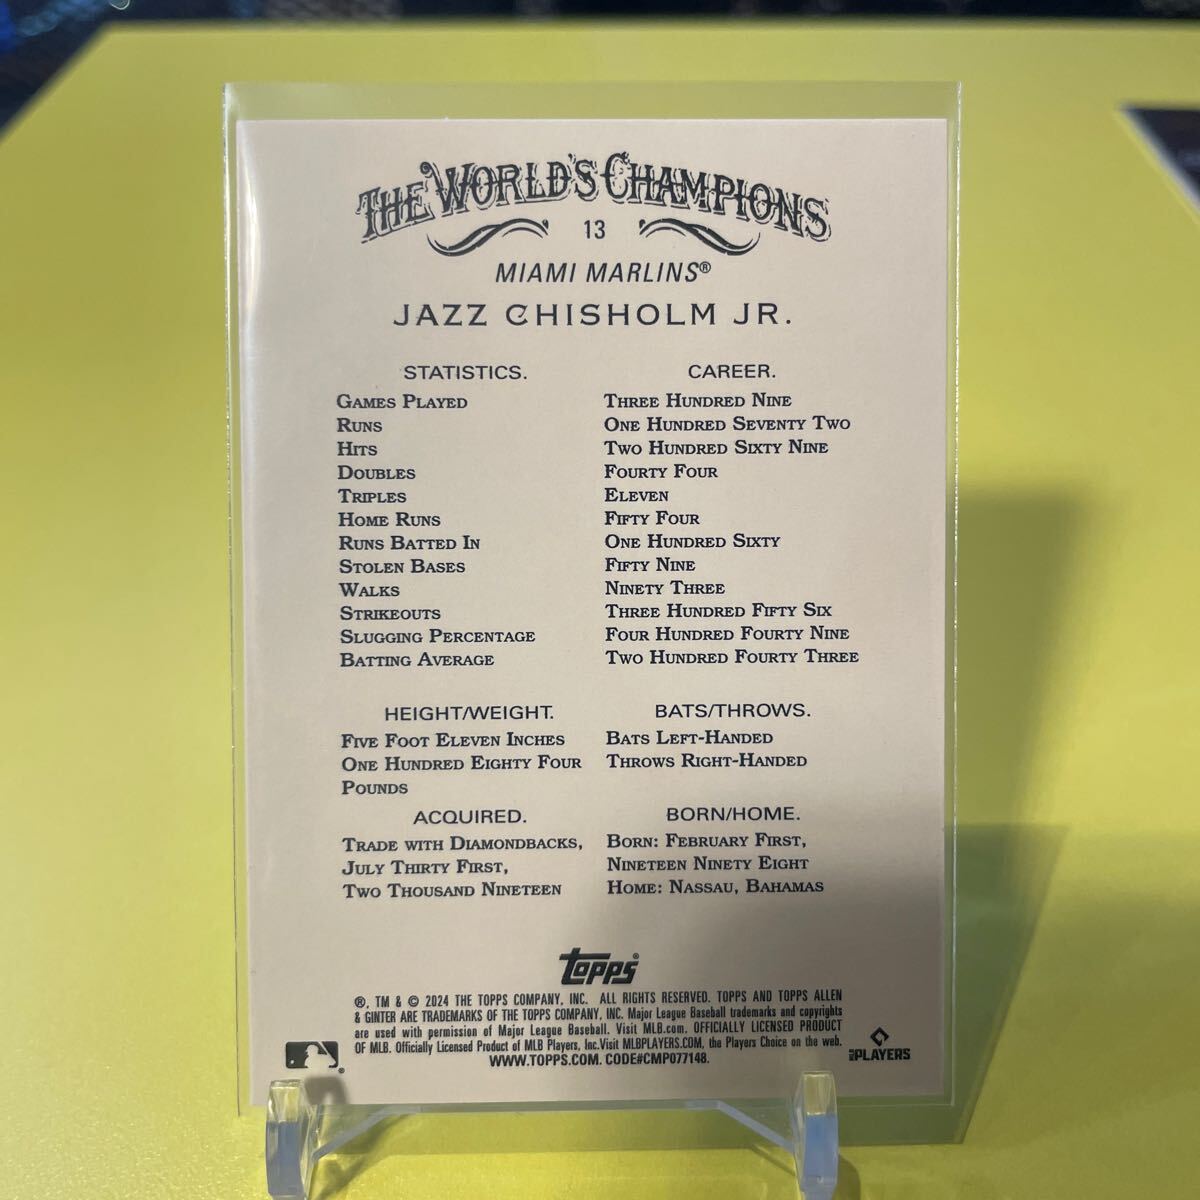 THE WORLD'S CHAMPIONS
13
MIAMI MARLINS®
JAZZ CHISHOLM JR.
STATISTICS. CAREER.
GAMES PLAYED THREE HUNDRED NINE
RUNS ONE HUNDRED SEVENTY TWO
HITS TWO HUNDRED SIXTY NINE
DOUBLES FOURTY FOUR
TRIPLES ELEVEN
HOME RUNS FIFTY FOUR
RUNS BATTED IN ONE HUNDRED SIXTY
STOLEN BASES FIFTY NINE
WALKS NINETY THREE
STRIKEOUTS THREE HUNDRED FIFTY SIX
SLUGGING PERCENTAGE FOUR HUNDRED FOURTY NINE
BATTING AVERAGE TWO HUNDRED FOURTY THREE
HEIGHT/WEIGHT.
FIVE FOOT ELEVEN INCHES
ONE HUNDRED EIGHTY FOUR
POUNDS
BATS/THROWS.
BATS LEFT-HANDED
THROWS RIGHT-HANDED
ACQUIRED.
TRADE WITH DIAMONDBACKS,
JULY THIRTY FIRST,
TWO THOUSAND NINETEEN
BORN/HOME.
BORN: FEBRUARY FIRST,
NINETEEN NINETY EIGHT
HOME: NASSAU, BAHAMAS
topps®
®, TM & © 2024 THE TOPPS COMPANY, INC. ALL RIGHTS RESERVED. TOPPS AND TOPPS ALLEN
& GINTER ARE TRADEMARKS OF THE TOPPS COMPANY, INC. Major League Baseball trademarks and copyrights
are used with permission of Major League Baseball. Visit MLB.com. OFFICIALLY LICENSED PRODUCT
OF MLB. Officially Licensed Product of MLB Players, Inc.Visit MLBPLAYERS.COM, the Players Choice on the web.
WWW.TOPPS.COM. CODE#CMP077148.
MLB PLAYERS